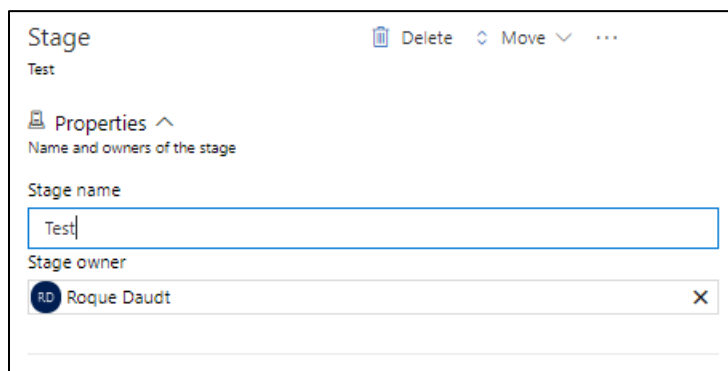 Stage
Delete Move ...
Test
Properties
Name and owners of the stage
Stage name
Test
Stage owner
RD Roque Daudt